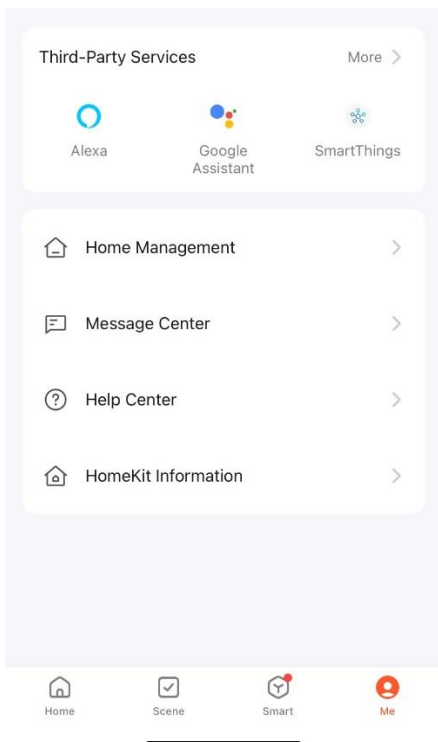 Third-Party Services
More
Alexa
Google
Assistant
SmartThings
Home Management
Message Center
Help Center
HomeKit Information
Home
Scene
Smart
Me